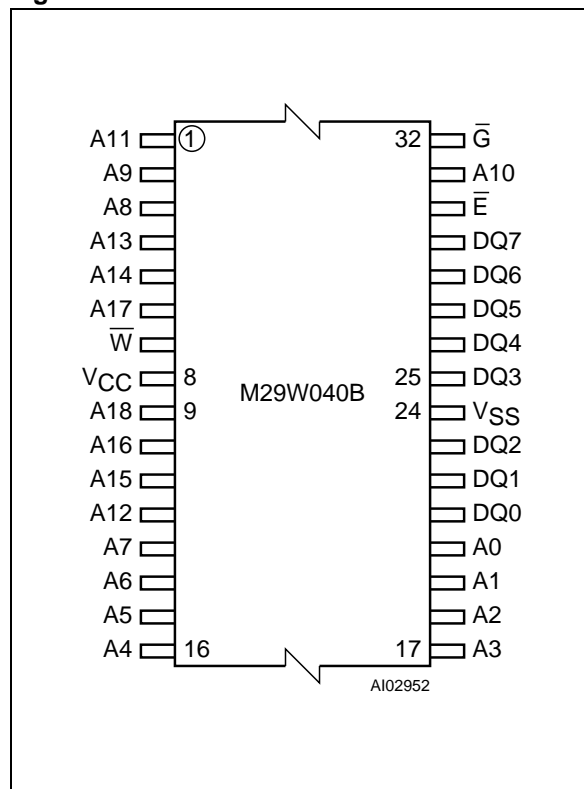 A11 1 32 G̅
A9 A10
A8 E̅
A13 DQ7
A14 DQ6
A17 DQ5
W̅ DQ4
VCC 8 25 DQ3
M29W040B
A18 9 24 VSS
A16 DQ2
A15 DQ1
A12 DQ0
A7 A0
A6 A1
A5 A2
A4 16 17 A3
AI02952